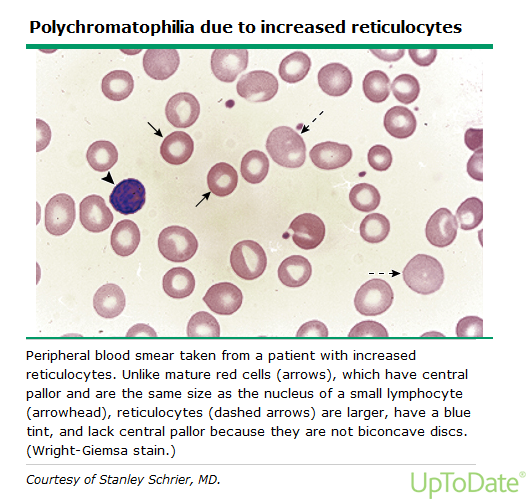 Polychromatophilia due to increased reticulocytes
Peripheral blood smear taken from a patient with increased
reticulocytes. Unlike mature red cells (arrows), which have central
pallor and are the same size as the nucleus of a small lymphocyte
(arrowhead), reticulocytes (dashed arrows) are larger, have a blue
tint, and lack central pallor because they are not biconcave discs.
(Wright-Giemsa stain.)
Courtesy of Stanley Schrier, MD.
UpToDate®